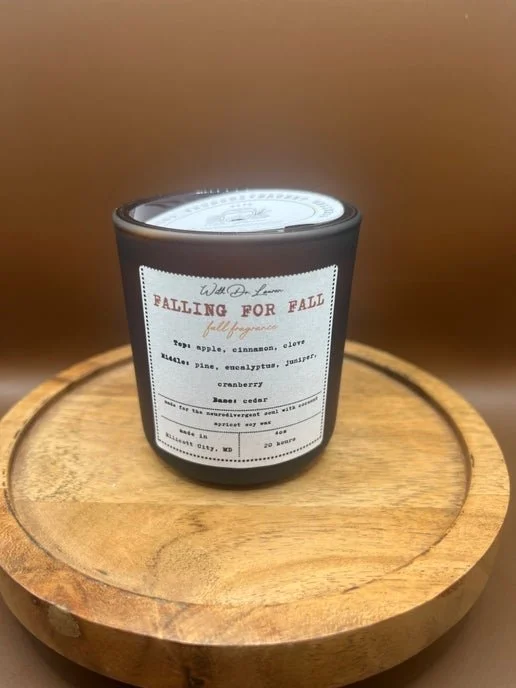 With Dr. Lauren
FALLING FOR FALL
fall fragrance
Top: apple, cinnamon, clove
Middle: pine, eucalyptus, juniper,
cranberry
Base: cedar
made for the neurodivergent soul with coconut
apricot soy wax
made in
Ellicott City, MD
4oz
20 hours